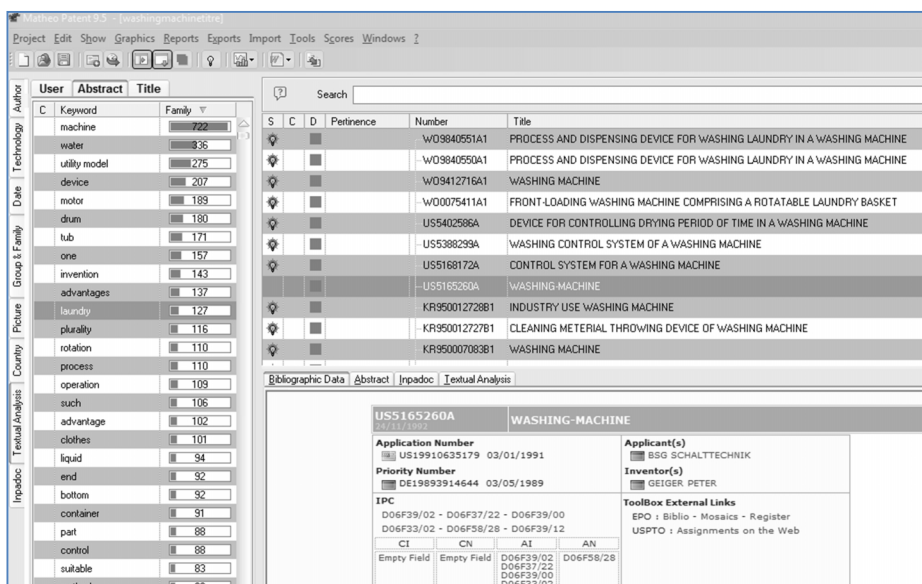 Matheo Patent 9.5 - [washingmachinetitre]
Project Edit Show Graphics Reports Exports Import Tools Scores Windows ?
Author
Technology
Date
Group & Family
Picture
Country
Textual Analysis
Inpadoc
User Abstract Title
C Keyword Family
machine 722
water 336
utility model 275
device 207
motor 189
drum 180
tub 171
one 157
invention 143
advantages 137
laundry 127
plurality 116
rotation 110
process 110
operation 109
such 106
advantage 102
clothes 101
liquid 94
end 92
bottom 92
container 91
part 88
control 88
suitable 83
Search
S C D Pertinence Number Title
WO9840551A1 PROCESS AND DISPENSING DEVICE FOR WASHING LAUNDRY IN A WASHING MACHINE
WO9840550A1 PROCESS AND DISPENSING DEVICE FOR WASHING LAUNDRY IN A WASHING MACHINE
WO9412716A1 WASHING MACHINE
WO0075411A1 FRONT-LOADING WASHING MACHINE COMPRISING A ROTATABLE LAUNDRY BASKET
US5402586A DEVICE FOR CONTROLLING DRYING PERIOD OF TIME IN A WASHING MACHINE
US5388299A WASHING CONTROL SYSTEM OF A WASHING MACHINE
US5168172A CONTROL SYSTEM FOR A WASHING MACHINE
US5165260A WASHING-MACHINE
KR950012728B1 INDUSTRY USE WASHING MACHINE
KR950012727B1 CLEANING METERIAL THROWING DEVICE OF WASHING MACHINE
KR950007083B1 WASHING MACHINE
Bibliographic Data Abstract Inpadoc Textual Analysis
US5165260A WASHING-MACHINE
24/11/1992
Application Number Applicant(s)
US19910635179 03/01/1991 BSG SCHALTTECHNIK
Priority Number Inventor(s)
DE19893914644 03/05/1989 GEIGER PETER
IPC ToolBox External Links
D06F39/02 - D06F37/22 - D06F39/00 EPO : Biblio - Mosaics - Register
D06F33/02 - D06F58/28 - D06F39/12 USPTO : Assignments on the Web
CI CN AI AN
Empty Field Empty Field D06F39/02 D06F58/28
D06F37/22
D06F39/00
D06F33/02